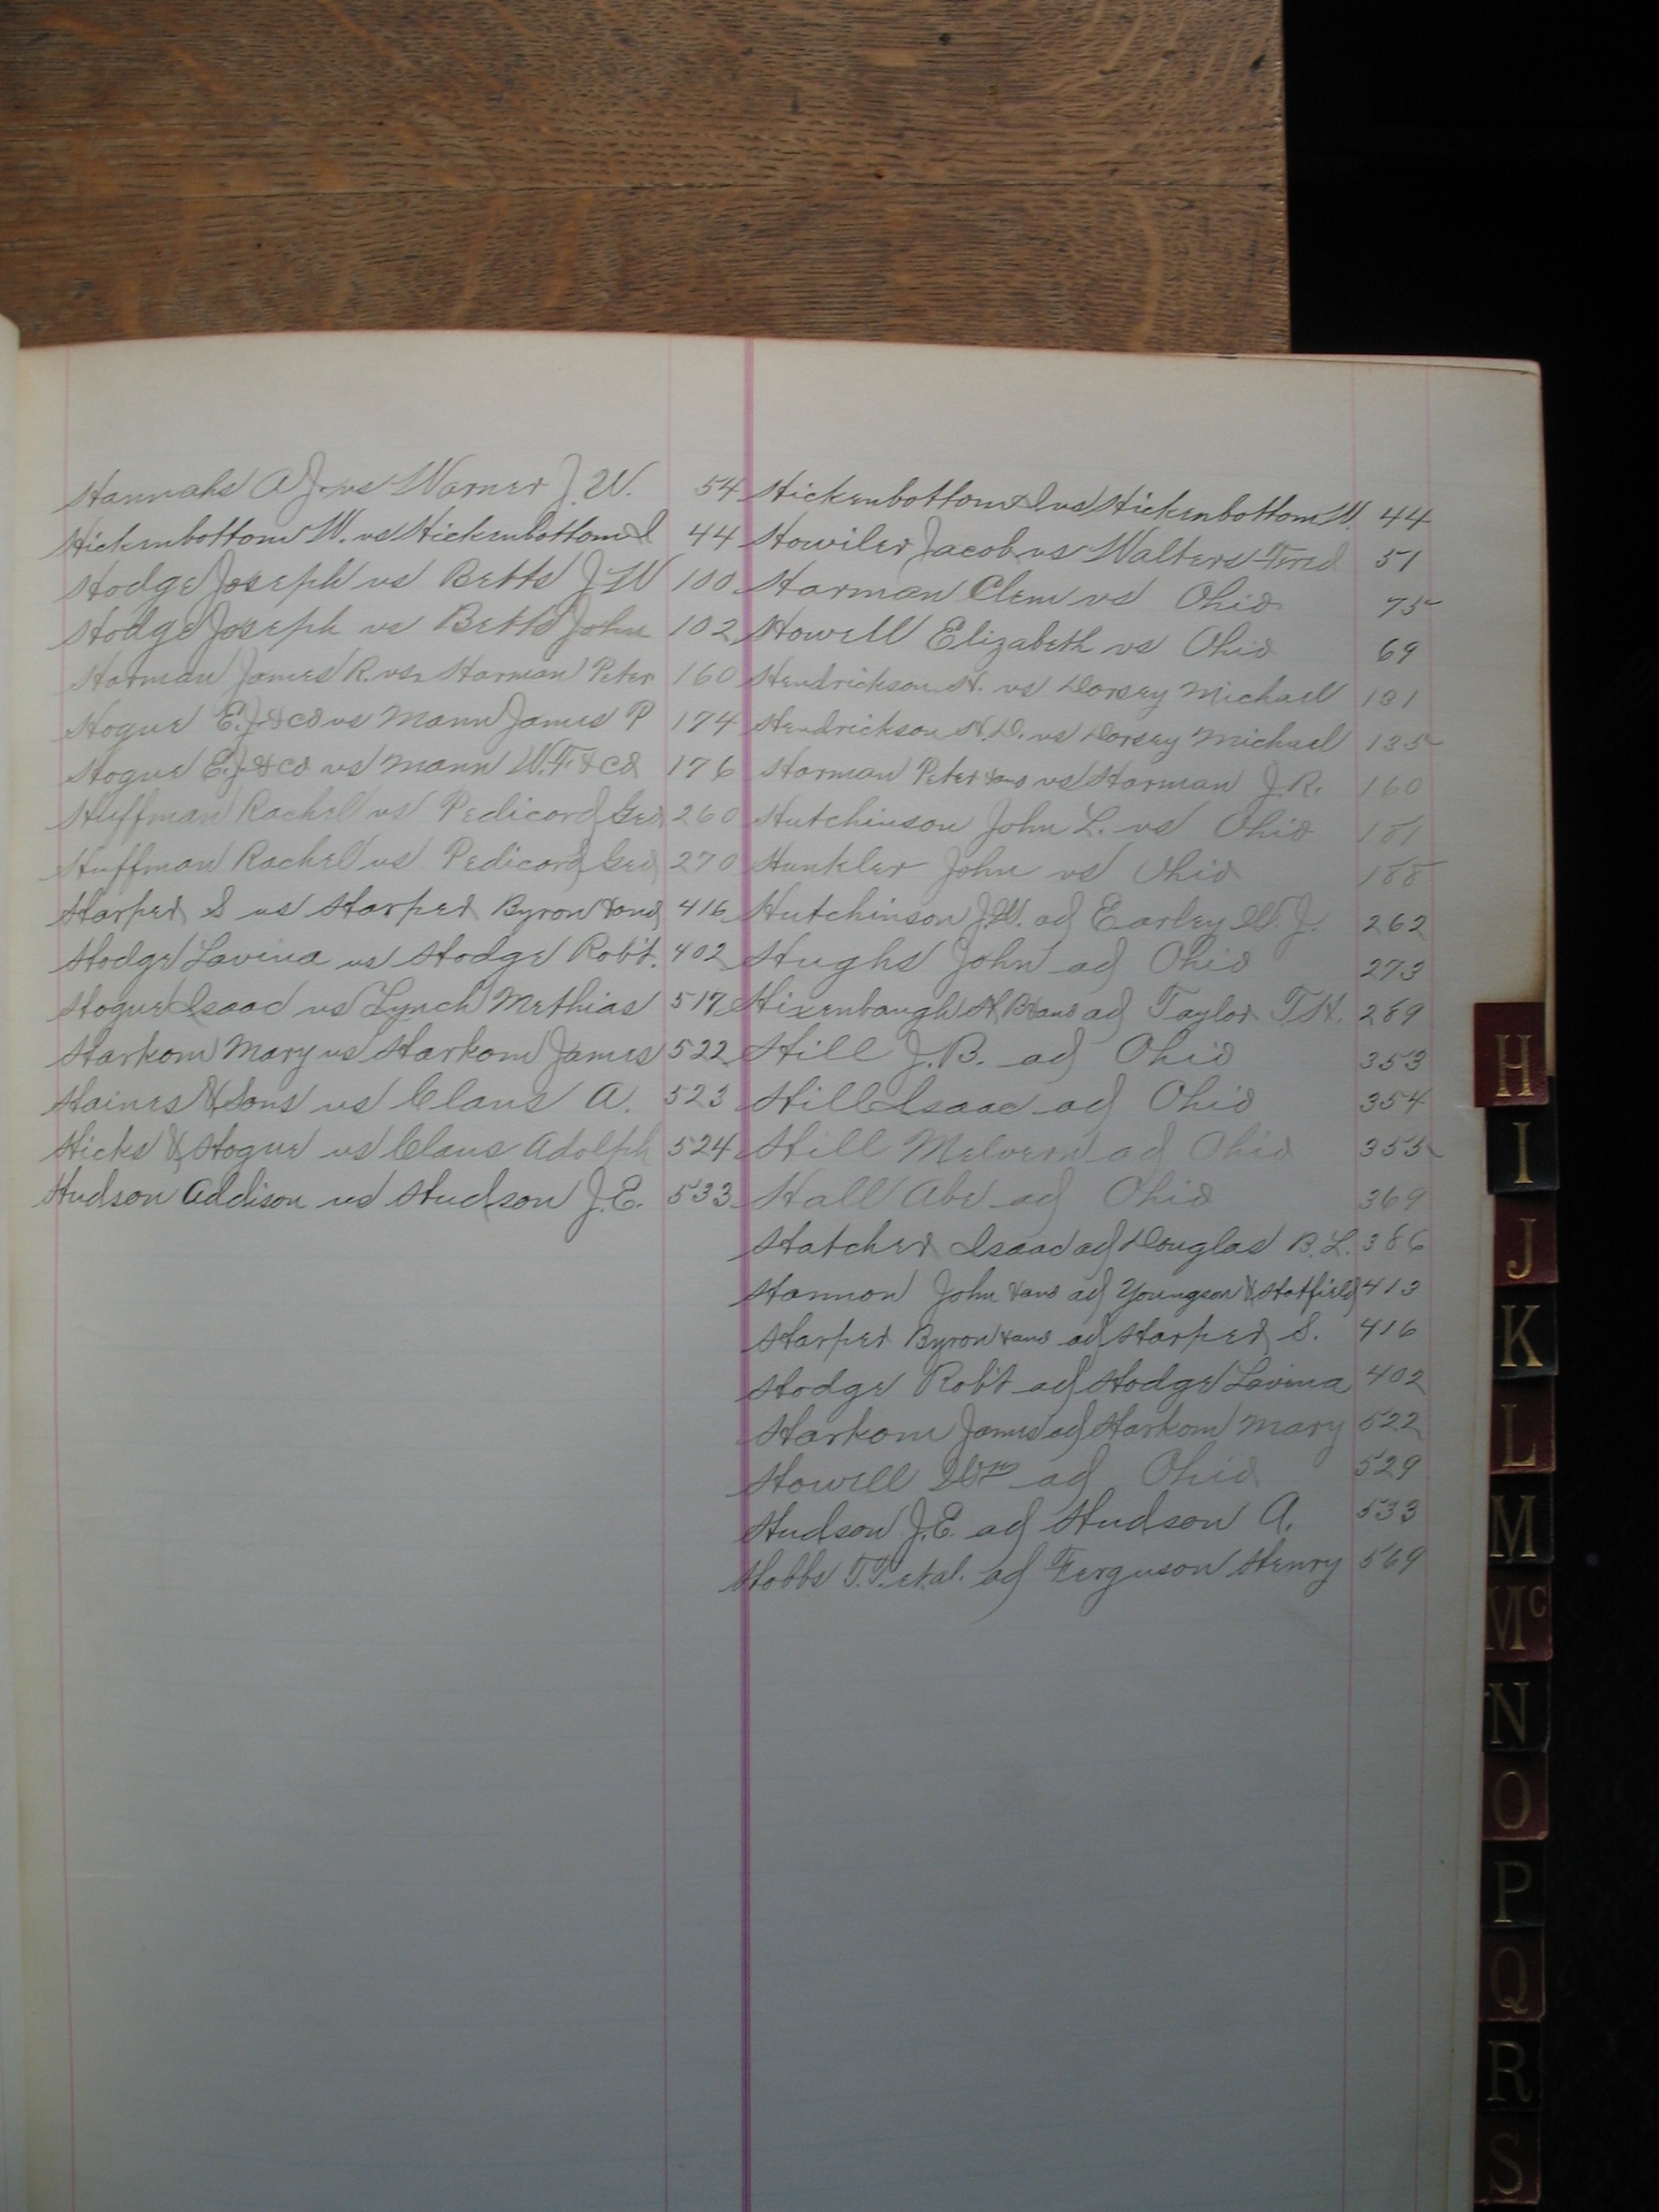 Hannahs A J vs Warner J. W. 54
Hickenbottom W. vs Hickenbottom I 44
Hodge Joseph vs Betts J W 100
Hodge Joseph vs Betts John 102
Harman James R. vs Harman Peter 160
Hogue E. J. & Co vs Mann James P 174
Hogue E. J. & Co vs Mann W. F. & Co 176
Huffman Rachel vs Pedicord Geo 260
Huffman Rachel vs Pedicord Geo 270
Harper S vs Harper Byron & ano 416
Hodge Lavina vs Hodge Robt. 402
Hogue Isaac vs Lynch Methias 517
Harkom Mary vs Harkom James 522
Haines & Sons vs Claus A. 523
Hicks & Hogue vs Claus Adolph 524
Hudson Addison vs Hudson J. E. 533
Hickenbottom I vs Hickenbottom W. 44
Howiler Jacob vs Walters Fred 51
Harman Clem vs Ohio 75
Howell Elizabeth vs Ohio 69
Hendrickson H. vs Dorsey Michael 131
Hendrickson H. D. vs Dorsey Michael 135
Harman Peter & ano vs Harman J. R. 160
Hutchinson John L. vs Ohio 181
Hunkler John vs Ohio 188
Hutchinson J. W. ad Earley W. J. 262
Hughs John ad Ohio 273
Hixenbaugh H B & ano ad Taylor T. H. 289
Hill J. B. ad Ohio 353
Hill Isaac ad Ohio 354
Hill Melvern ad Ohio 355
Hall Abe ad Ohio 369
Hatcher Isaac ad Douglas B. L. 386
Hannon John & ano ad Youngson & Hatfield 413
Harper Byron & ano ad Harper S. 416
Hodge Robt ad Hodge Lavina 402
Harkom James ad Harkom Mary 522
Howell Wm ad Ohio 529
Hudson J. E. ad Hudson A. 533
Hobbs T. T. et al. ad Ferguson Henry 569
H
I
J
K
L
M
Mc
N
O
P
Q
R
S